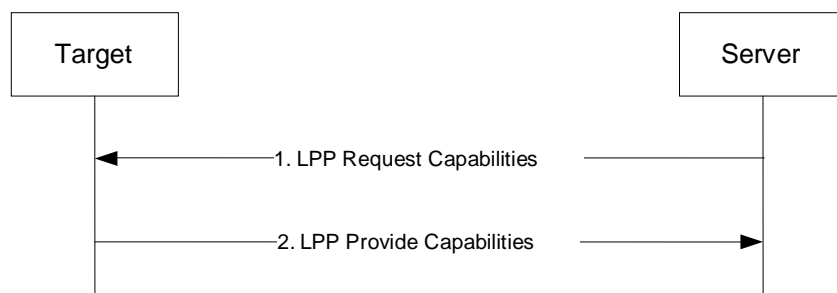 Target
Server
1. LPP Request Capabilities
2. LPP Provide Capabilities